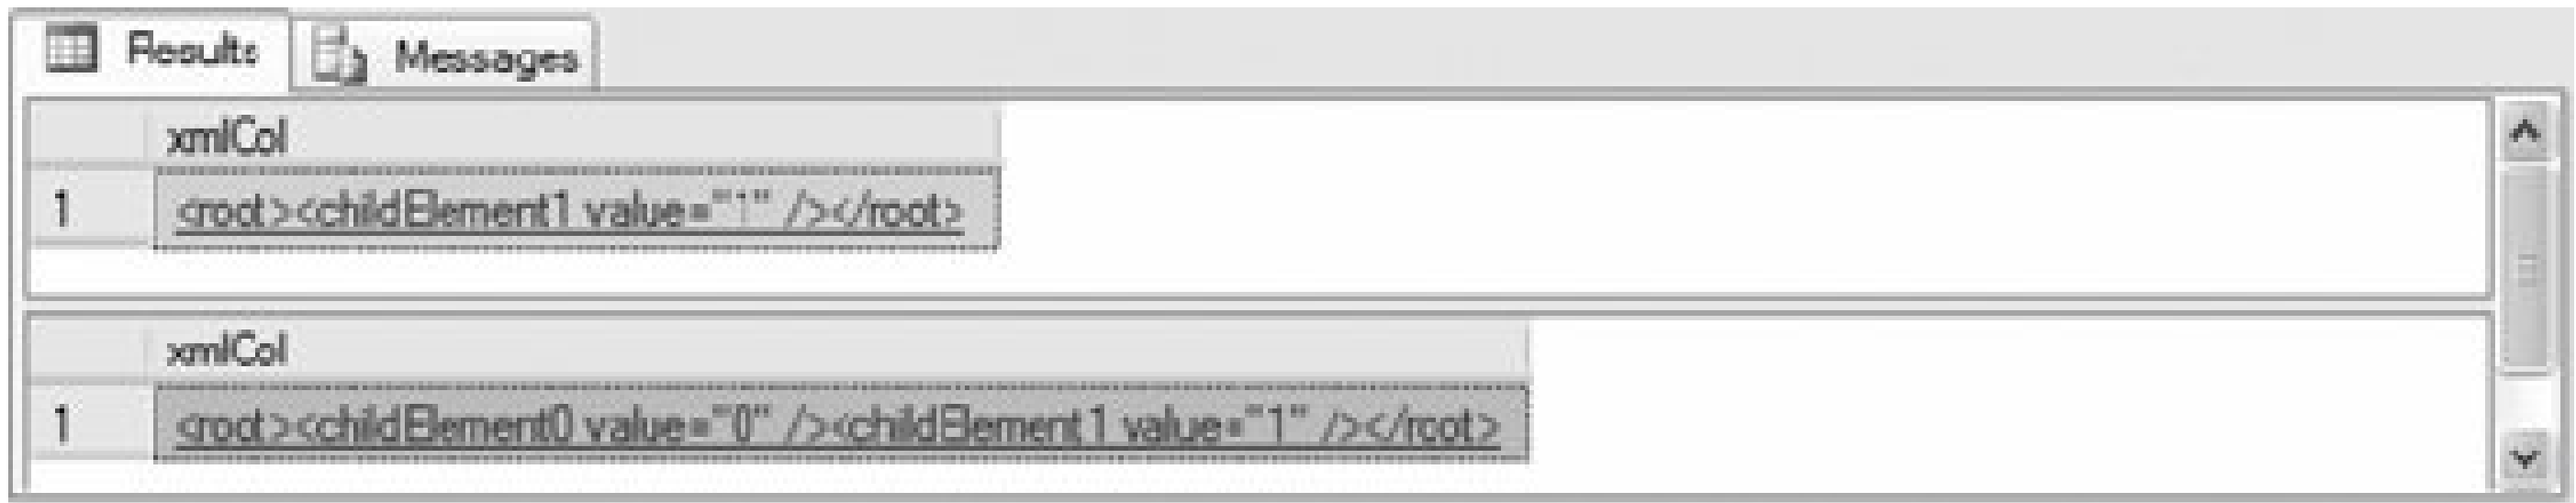 Results Messages
xmlCol
1 <root><childElement1 value="1" /></root>
xmlCol
1 <root><childElement0 value="0" /><childElement1 value="1" /></root>